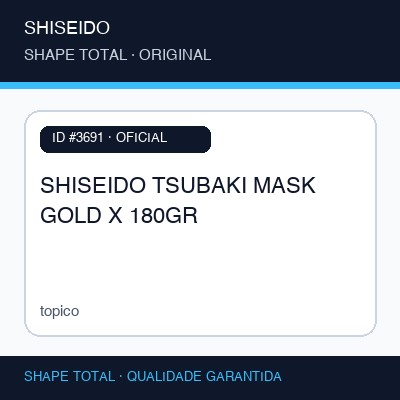 SHISEIDO
SHAPE TOTAL · ORIGINAL
ID #3691 · OFICIAL
SHISEIDO TSUBAKI MASK
GOLD X 180GR
topico
SHAPE TOTAL · QUALIDADE GARANTIDA